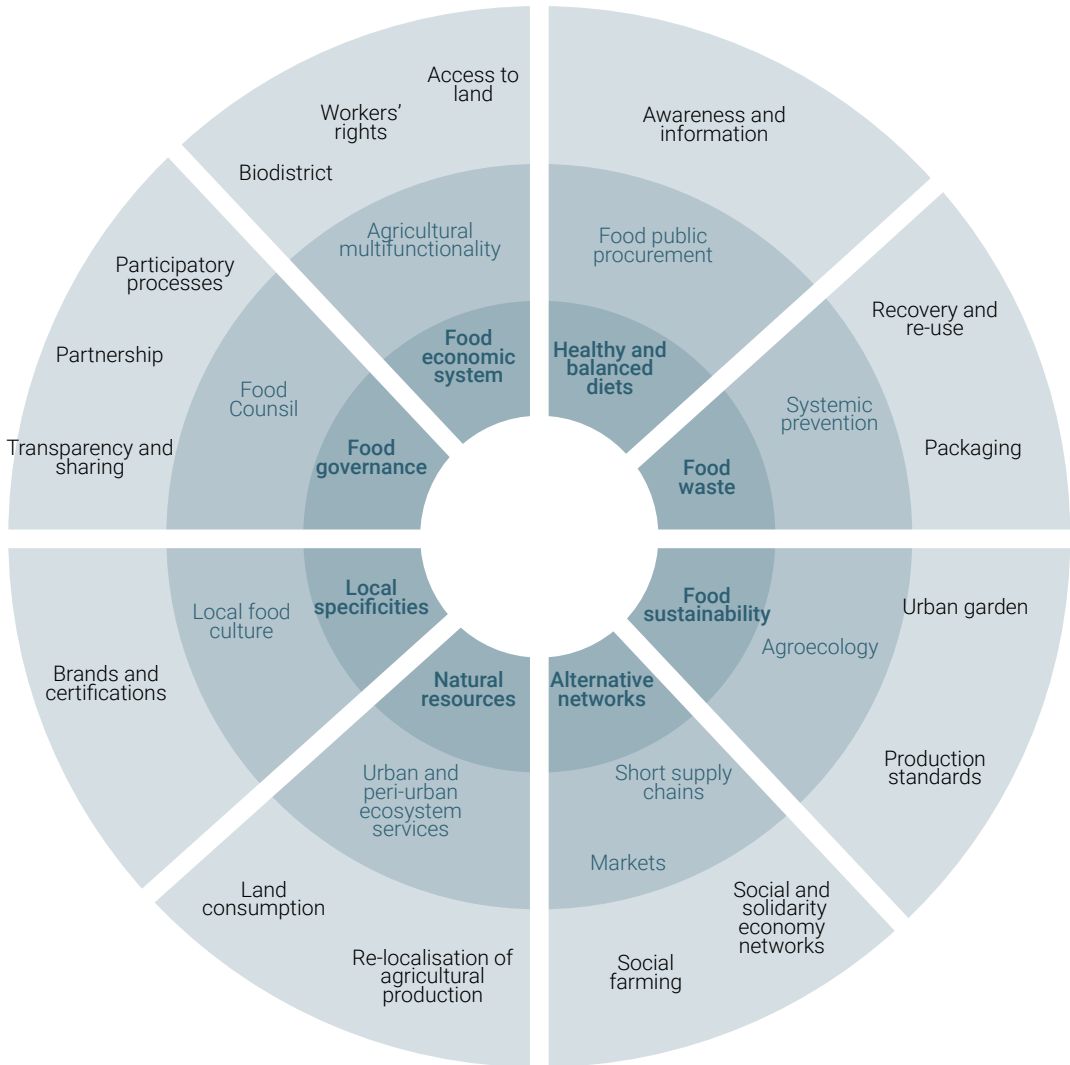 Access to
land
Workers'
rights
Biodistrict
Agricultural
multifunctionality
Food
economic
system
Awareness and
information
Food public
procurement
Healthy and
balanced
diets
Recovery and
re-use
Packaging
Systemic
prevention
Food
waste
Participatory
processes
Partnership
Transparency and
sharing
Food
Counsil
Food
governance
Local
specificities
Local food
culture
Brands and
certifications
Natural
resources
Urban and
peri-urban
ecosystem
services
Land
consumption
Re-localisation of
agricultural
production
Alternative
networks
Short supply
chains
Markets
Social and
solidarity
economy
networks
Social
farming
Food
sustainability
Agroecology
Urban garden
Production
standards